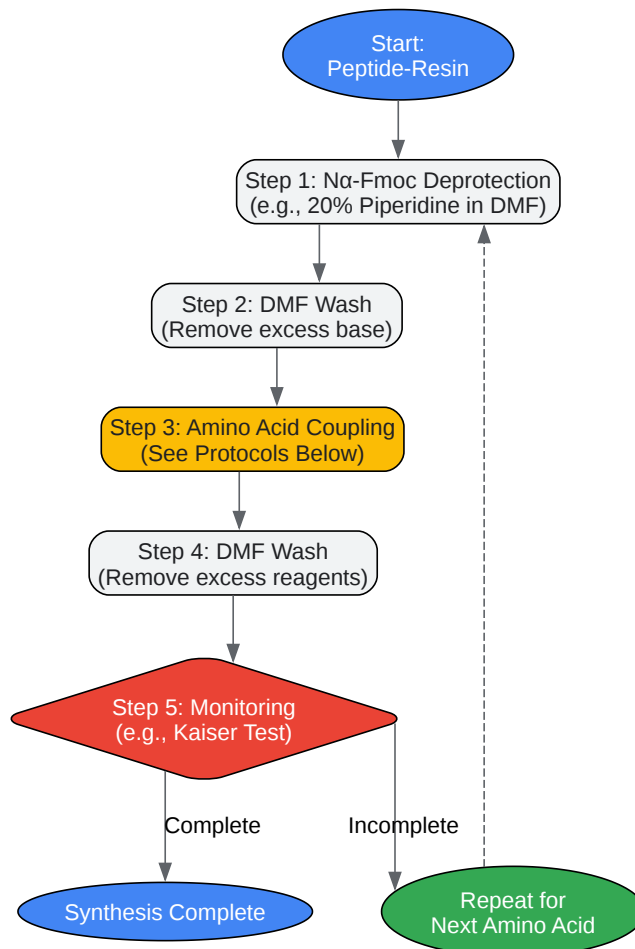 Start:
Peptide-Resin
Step 1: Nα-Fmoc Deprotection
(e.g., 20% Piperidine in DMF)
Step 2: DMF Wash
(Remove excess base)
Step 3: Amino Acid Coupling
(See Protocols Below)
Step 4: DMF Wash
(Remove excess reagents)
Step 5: Monitoring
(e.g., Kaiser Test)
Complete
Incomplete
Synthesis Complete
Repeat for
Next Amino Acid